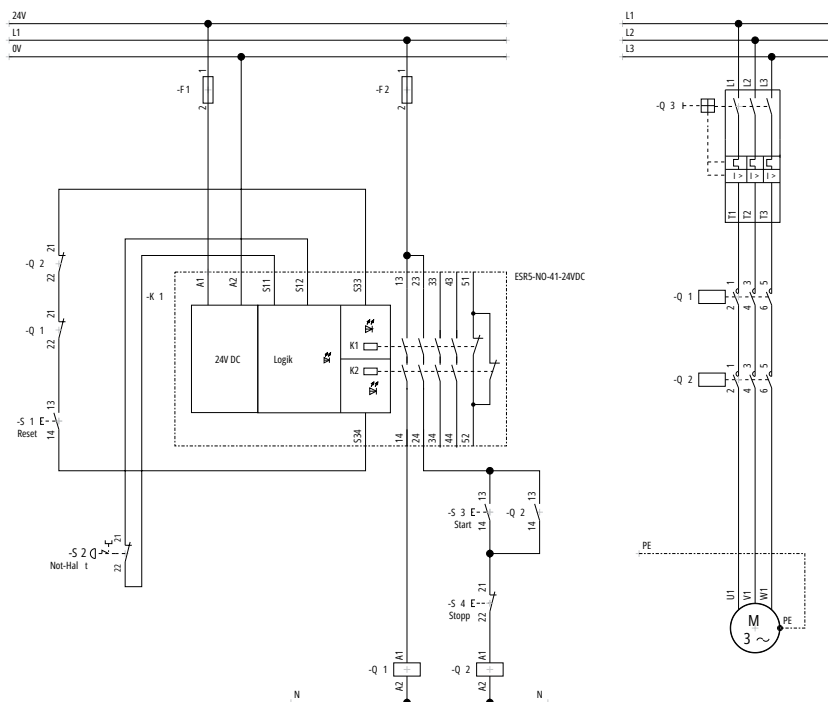 24V
L1
0V
L1
L2
L3
-F 1
1
2
-F 2
1
2
L1
L2
L3
-Q 3
I >
I >
I >
T1
T2
T3
-Q 2
21
22
-Q 1
21
22
-S 1 E
Reset
13
14
-K 1
ESR5-NO-41-24VDC
A1
A2
S11
S12
S33
13
23
33
43
51
24V DC
Logik
K1
K2
S34
14
24
34
44
52
-Q 1
1
3
5
2
4
6
-Q 2
1
3
5
2
4
6
-S 2
Not-Hal t
21
22
-S 3 E
Start
13
14
-Q 2
13
14
-S 4 E
Stopp
21
22
PE
U1
V1
W1
M
3 ~
PE
-Q 1
A1
A2
-Q 2
A1
A2
N
N